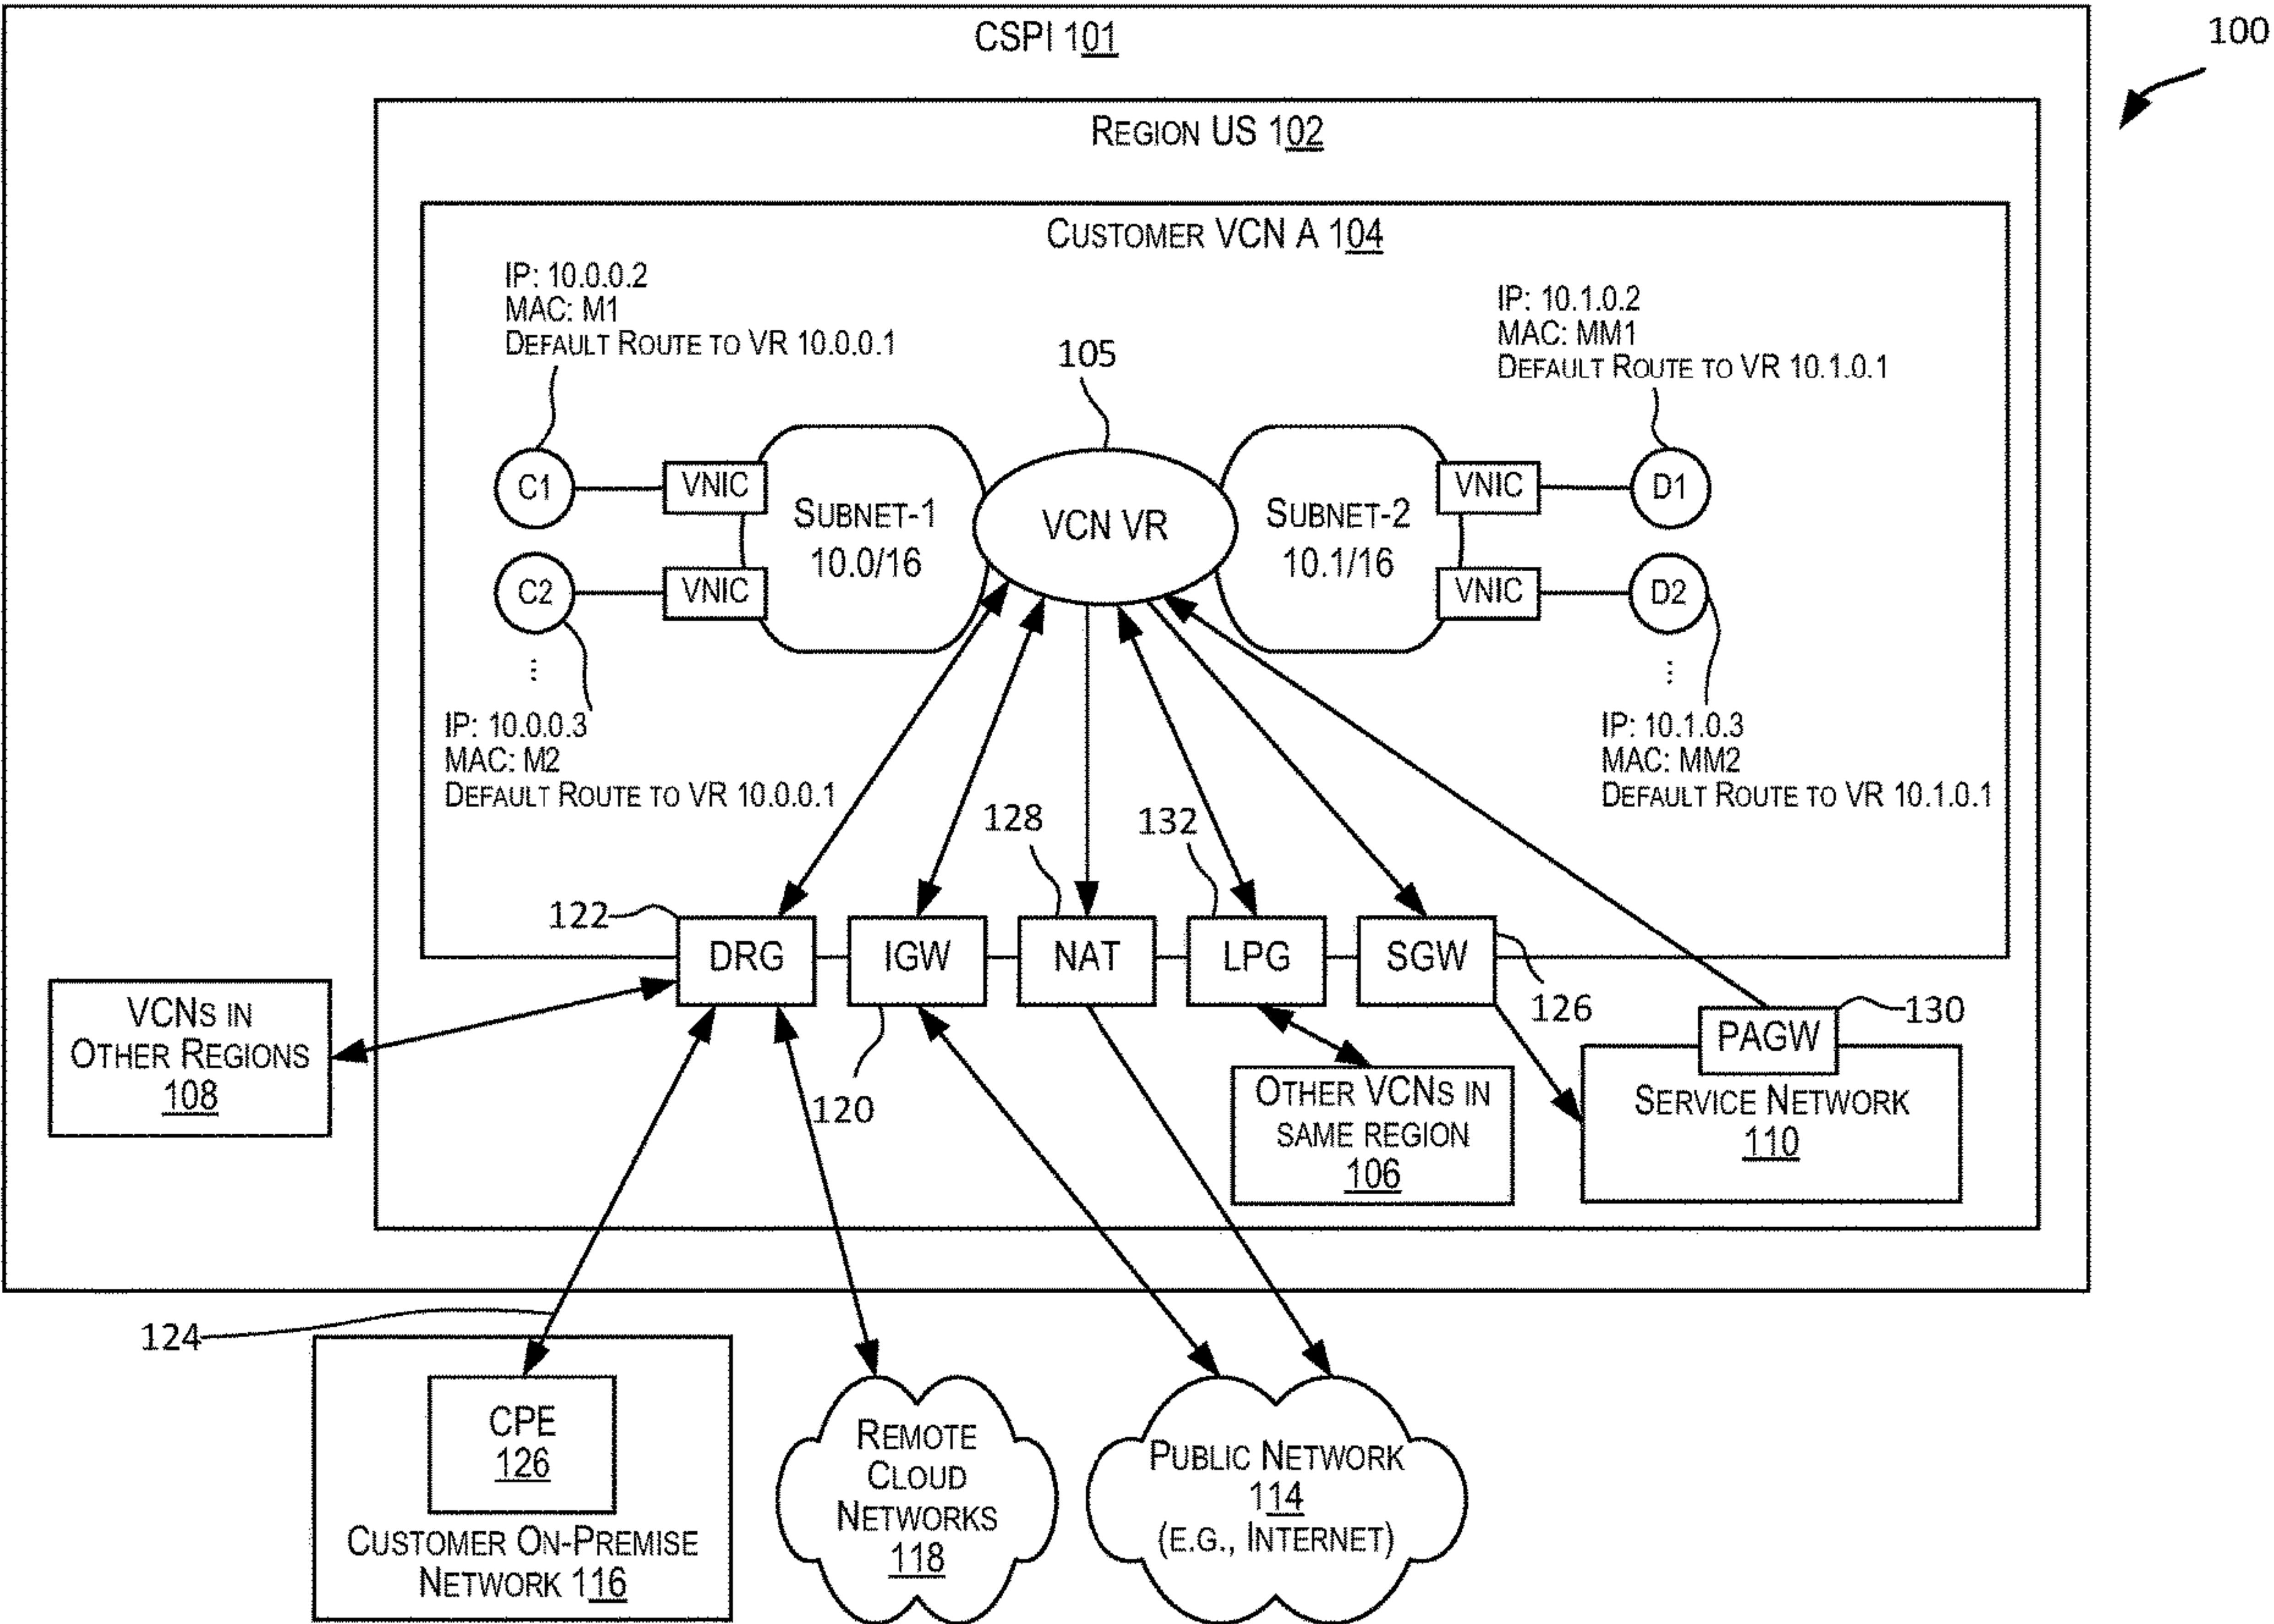 CSPI 101
100
REGION US 102
CUSTOMER VCN A 104
IP: 10.0.0.2
MAC: M1
DEFAULT ROUTE TO VR 10.0.0.1
IP: 10.1.0.2
MAC: MM1
DEFAULT ROUTE TO VR 10.1.0.1
105
C1
VNIC
SUBNET-1
10.0/16
VCN VR
SUBNET-2
10.1/16
VNIC
D1
C2
VNIC
VNIC
D2
...
...
IP: 10.0.0.3
MAC: M2
DEFAULT ROUTE TO VR 10.0.0.1
IP: 10.1.0.3
MAC: MM2
DEFAULT ROUTE TO VR 10.1.0.1
128
132
122
DRG
IGW
NAT
LPG
SGW
126
130
PAGW
VCNS IN
OTHER REGIONS
108
120
OTHER VCNS IN
SAME REGION
106
SERVICE NETWORK
110
124
CPE
126
CUSTOMER ON-PREMISE
NETWORK 116
REMOTE
CLOUD
NETWORKS
118
PUBLIC NETWORK
114
(E.G., INTERNET)